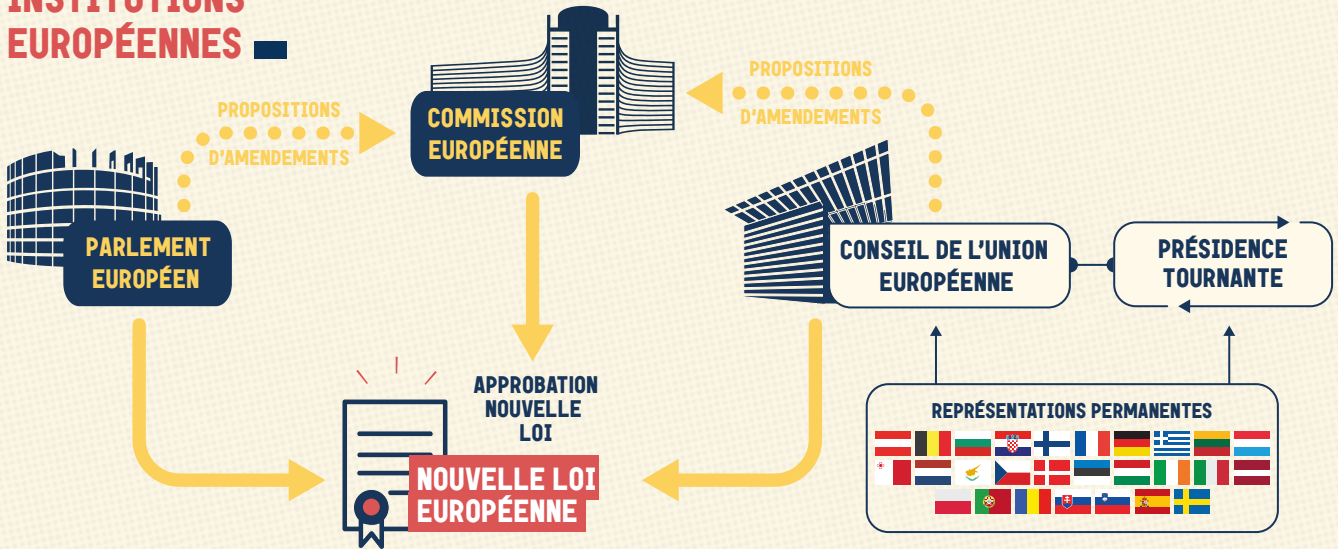 INSTITUTIONS
EUROPÉENNES
PROPOSITIONS
D'AMENDEMENTS
COMMISSION
EUROPÉENNE
PROPOSITIONS
D'AMENDEMENTS
PARLEMENT
EUROPÉEN
CONSEIL DE L'UNION
EUROPÉENNE
PRÉSIDENCE
TOURNANTE
APPROBATION
NOUVELLE
LOI
NOUVELLE LOI
EUROPÉENNE
REPRÉSENTATIONS PERMANENTES